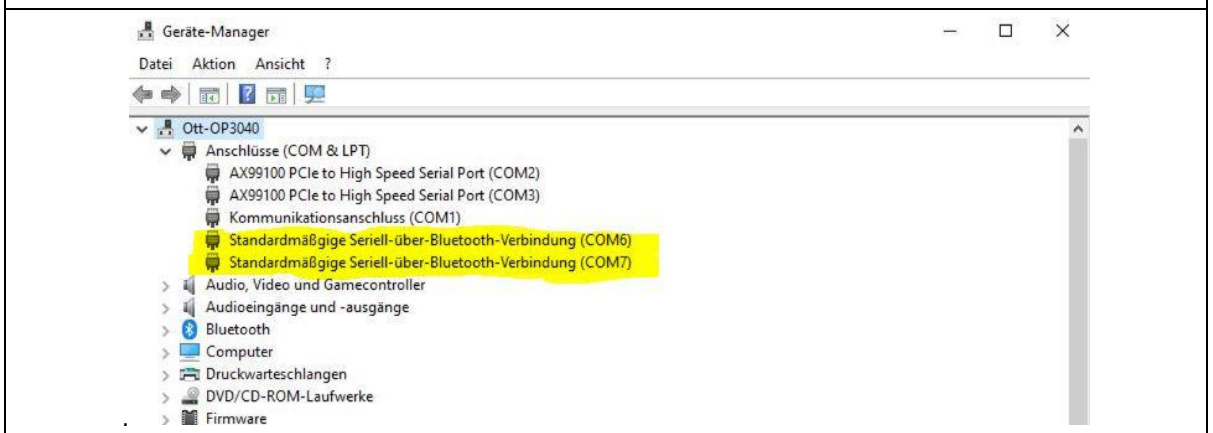 Geräte-Manager
Datei Aktion Ansicht ?
Ott-OP3040
Anschlüsse (COM & LPT)
AX99100 PCIe to High Speed Serial Port (COM2)
AX99100 PCIe to High Speed Serial Port (COM3)
Kommunikationsanschluss (COM1)
Standardmäßgige Seriell-über-Bluetooth-Verbindung (COM6)
Standardmäßgige Seriell-über-Bluetooth-Verbindung (COM7)
Audio, Video und Gamecontroller
Audioeingänge und -ausgänge
Bluetooth
Computer
Druckwarteschlangen
DVD/CD-ROM-Laufwerke
Firmware